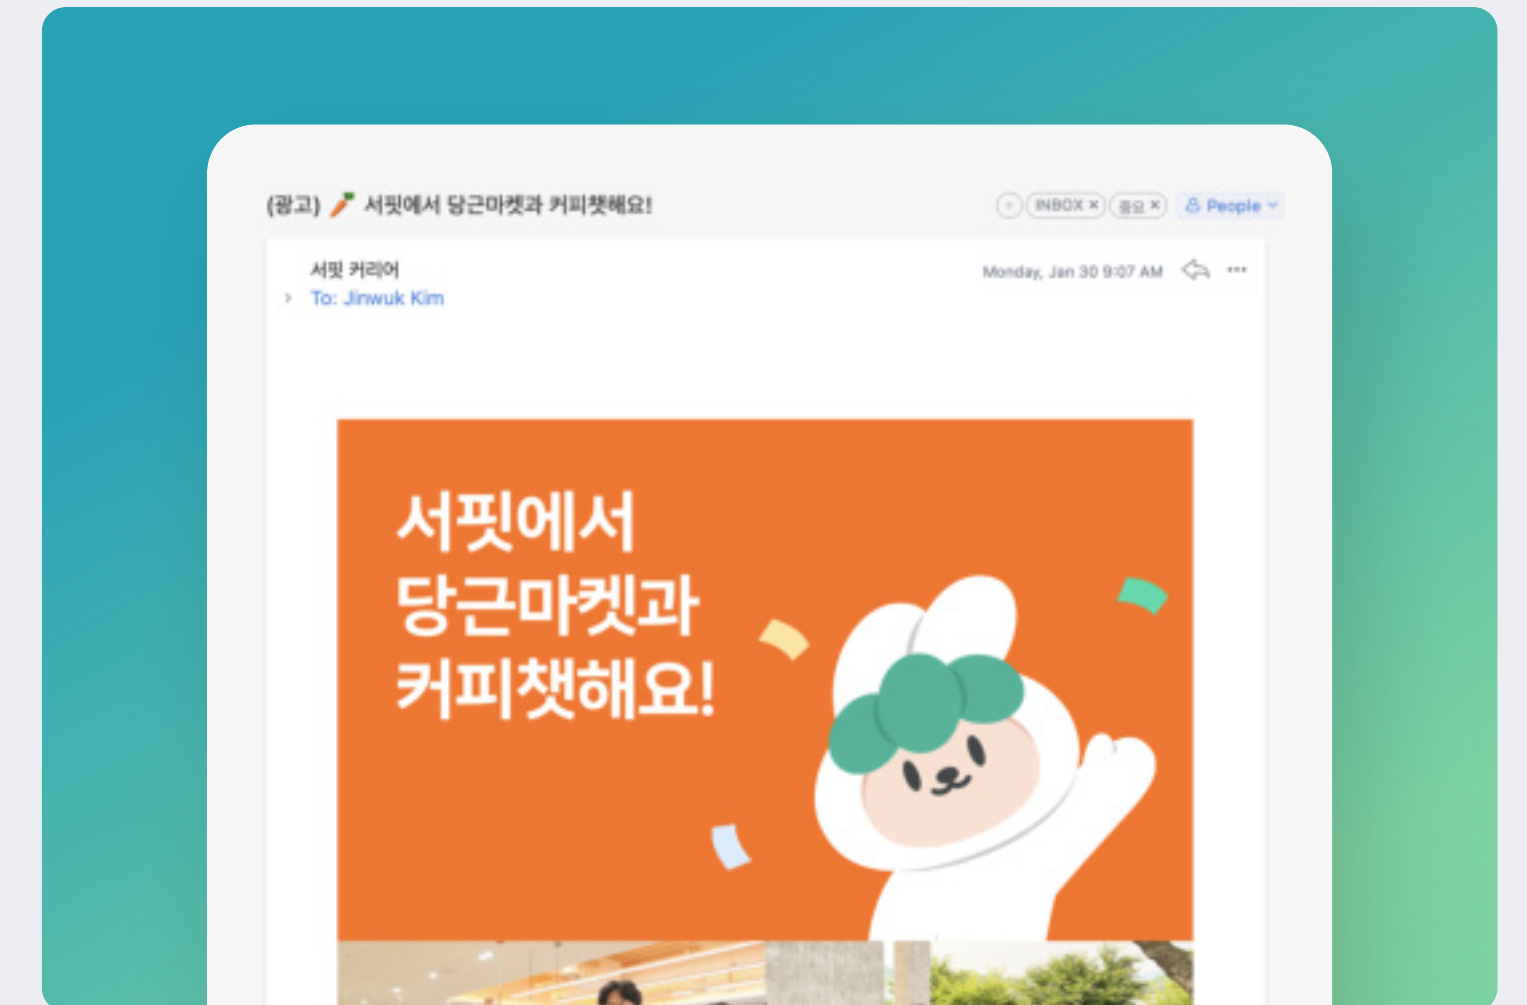 (광고) 🥕 서핏에서 당근마켓과 커피챗해요!
+ INBOX × 중요 × People
서핏 커리어
Monday, Jan 30 9:07 AM
To: Jinwuk Kim
서핏에서
당근마켓과
커피챗해요!